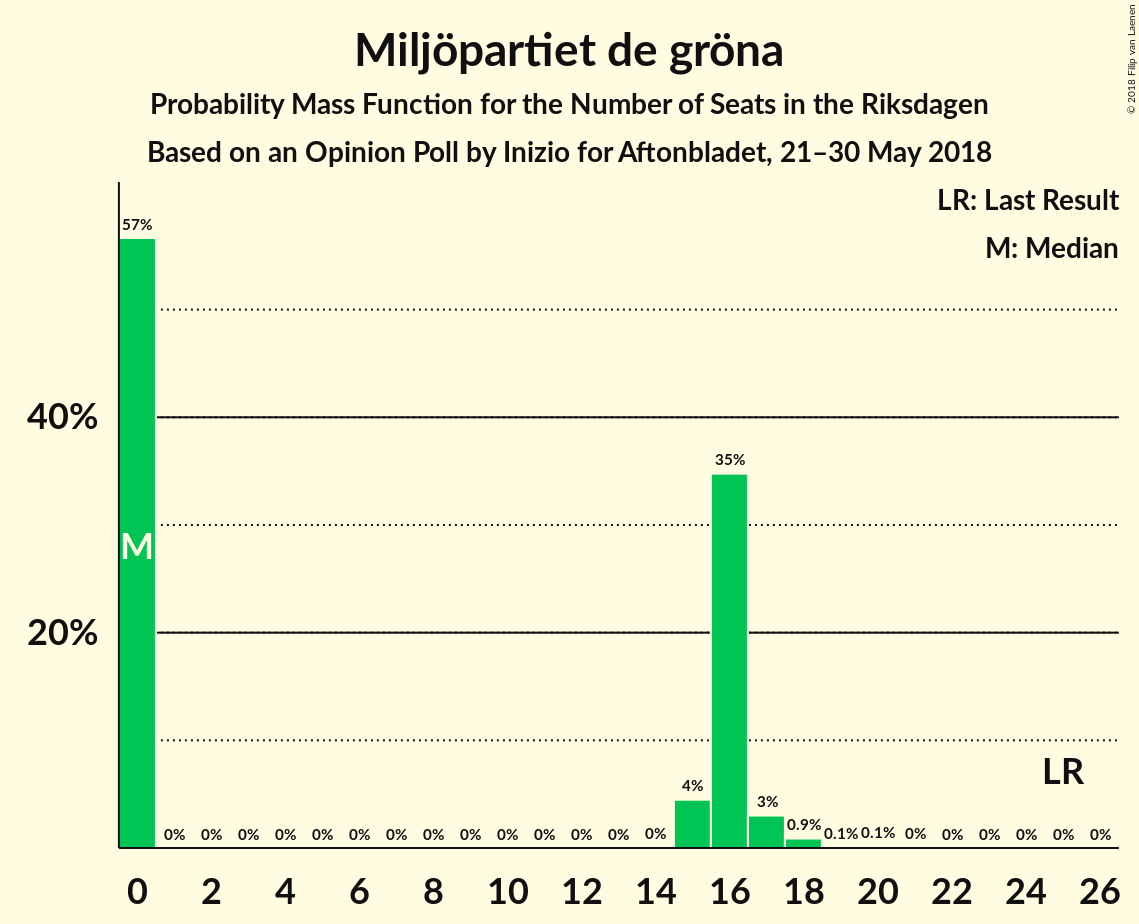 Miljöpartiet de gröna
Probability Mass Function for the Number of Seats in the Riksdagen
Based on an Opinion Poll by Inizio for Aftonbladet, 21–30 May 2018
© 2018 Filip van Laenen
LR: Last Result
M: Median
57%
40%
35%
M
20%
LR
4%
3%
0% 0% 0% 0% 0% 0% 0% 0% 0% 0% 0% 0% 0% 0% 0.9% 0.1% 0.1% 0% 0% 0% 0% 0% 0%
0 2 4 6 8 10 12 14 16 18 20 22 24 26